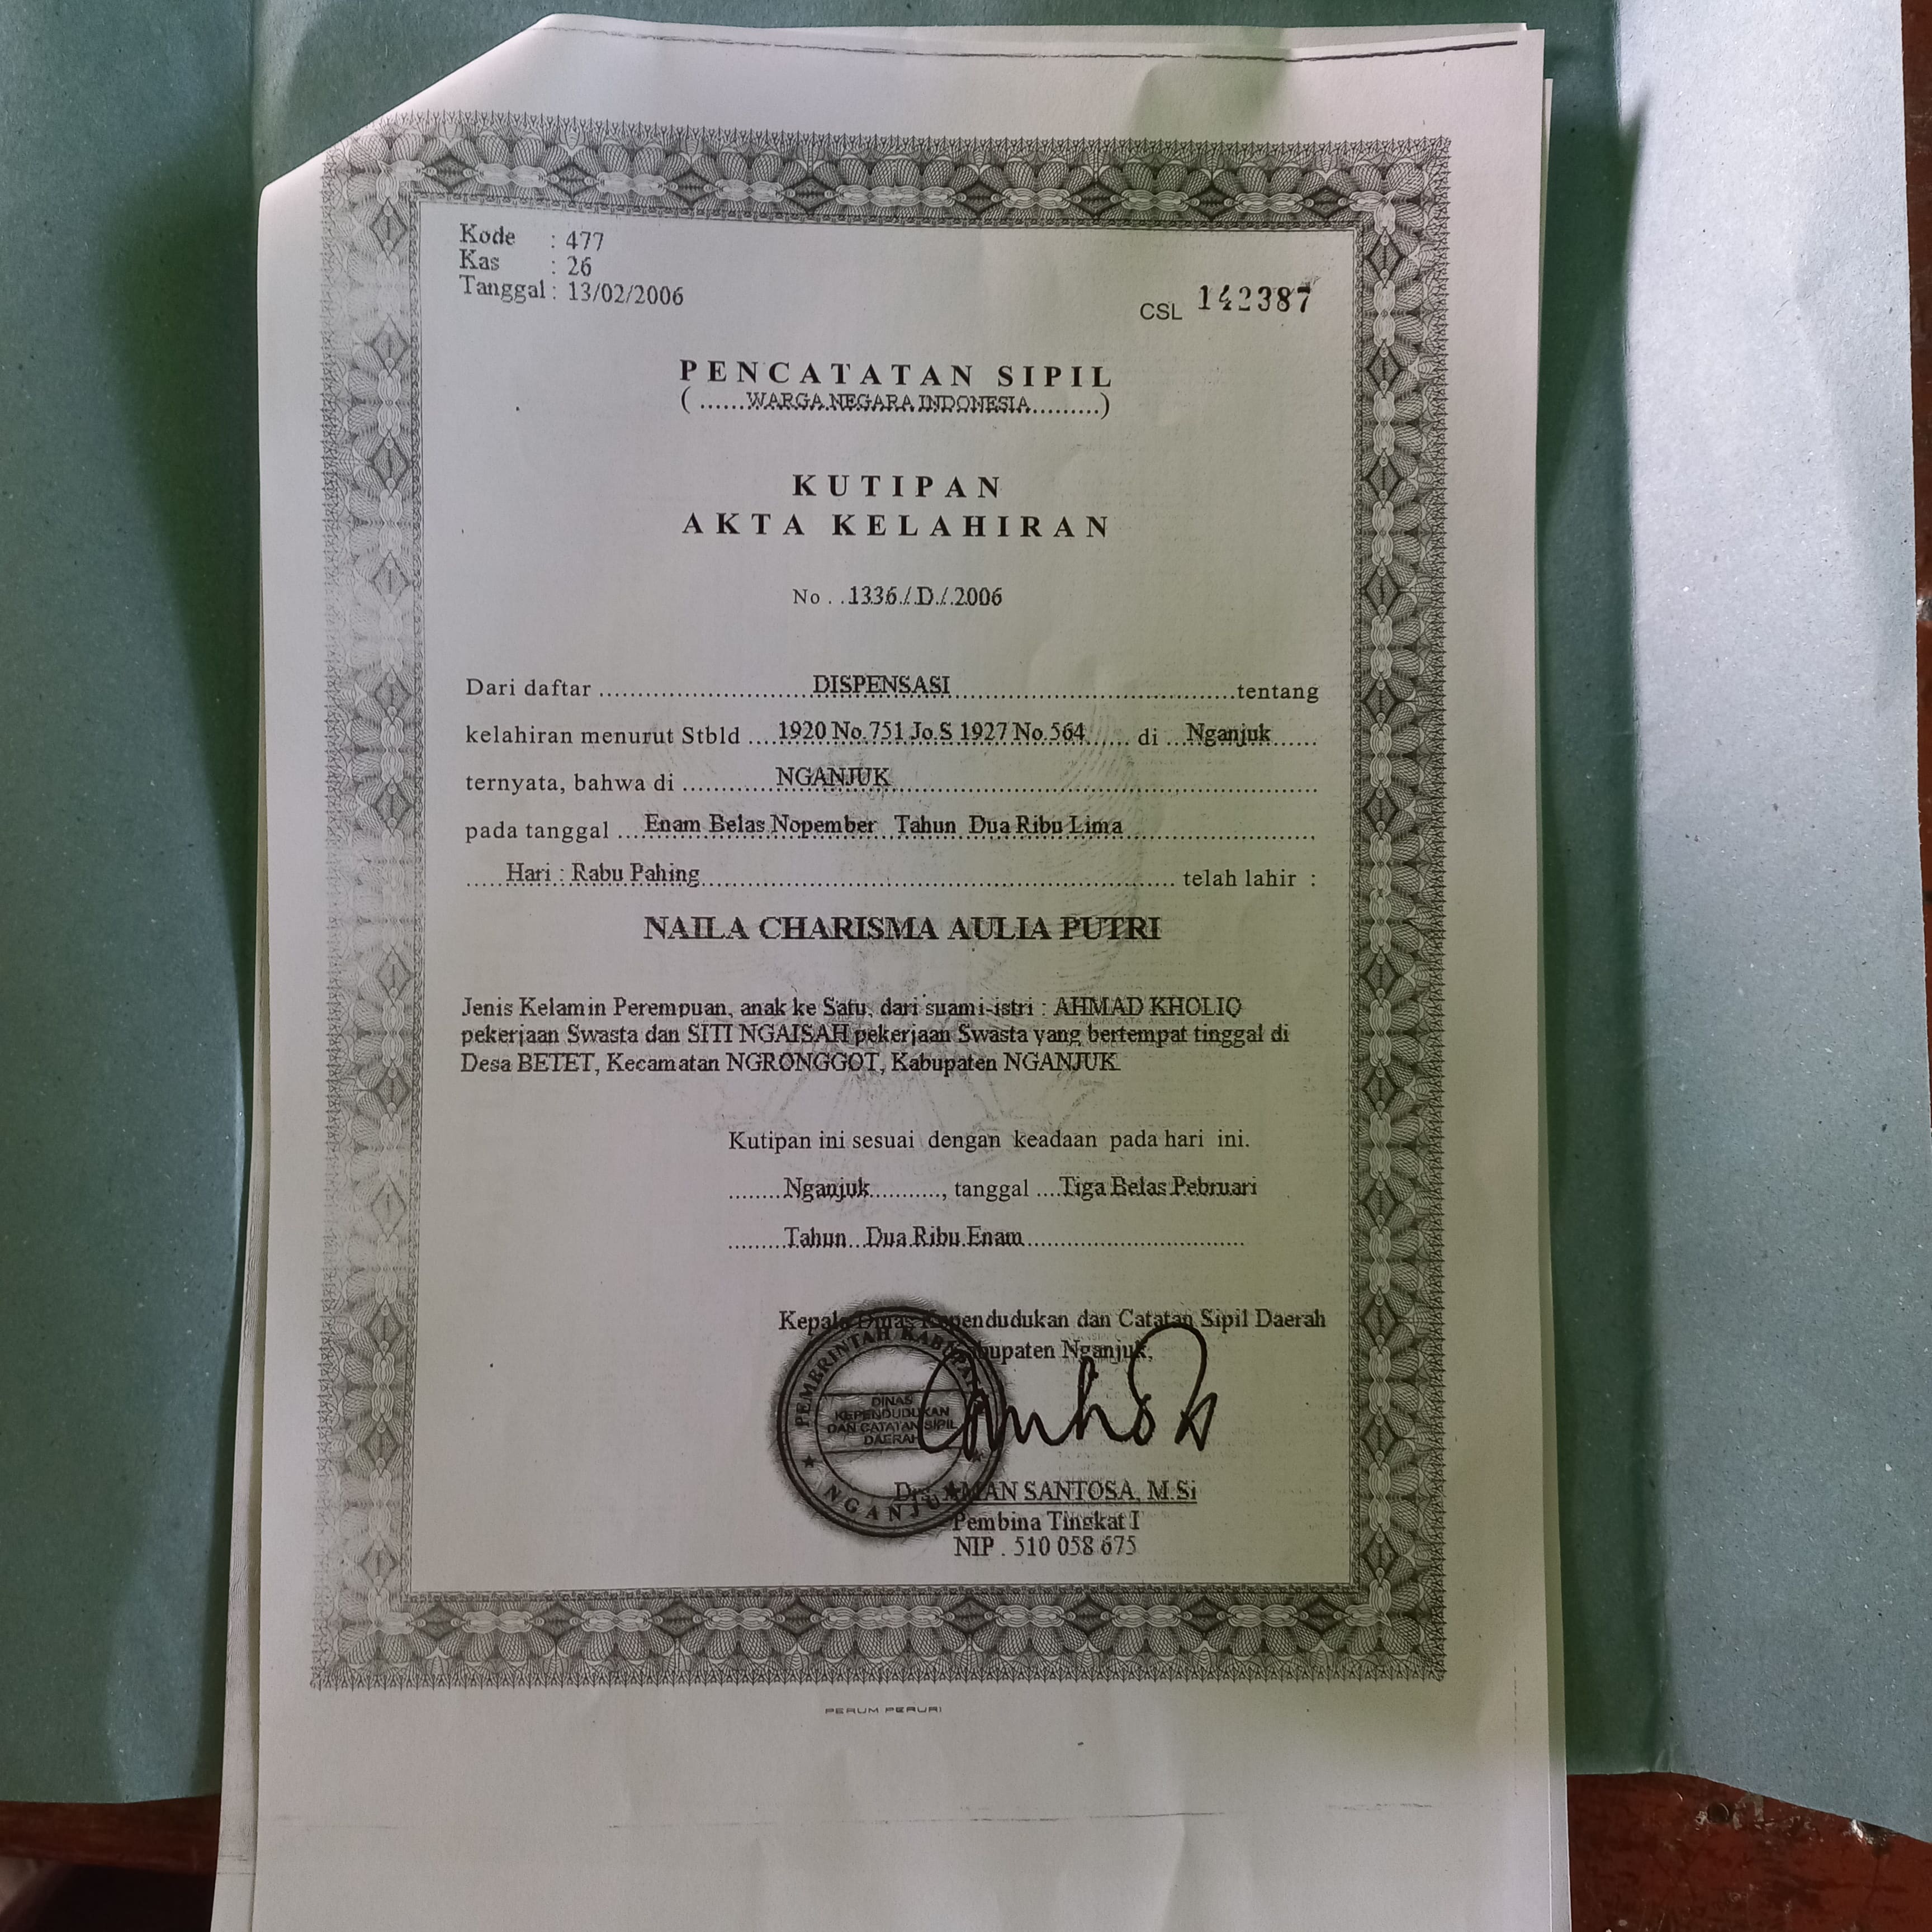 Kode : 477
Kas : 26
Tanggal : 13/02/2006
CSL 142387
PENCATATAN SIPIL
( ......WARGA NEGARA INDONESIA.........)
KUTIPAN
AKTA KELAHIRAN
No . . 1336 / D / 2006
Dari daftar ........ DISPENSASI ........ tentang
kelahiran menurut Stbld .... 1920 No.751 Jo.S 1927 No.564 ...... di ... Nganjuk ......
ternyata, bahwa di ............ NGANJUK ............
pada tanggal .... Enam Belas Nopember Tahun Dua Ribu Lima ............
..... Hari : Rabu Pahing ............ telah lahir :
NAILA CHARISMA AULIA PUTRI
Jenis Kelamin Perempuan, anak ke Satu, dari suami-istri : AHMAD KHOLIQ
pekerjaan Swasta dan SITI NGAISAH pekerjaan Swasta yang bertempat tinggal di
Desa BETET, Kecamatan NGRONGGOT, Kabupaten NGANJUK
Kutipan ini sesuai dengan keadaan pada hari ini.
........ Nganjuk ..........., tanggal .... Tiga Belas Pebruari
......... Tahun Dua Ribu Enam ............
Kepala Dinas Kependudukan dan Catatan Sipil Daerah
Kabupaten Nganjuk,
PEMERINTAH KABUPATEN
DINAS
KEPENDUDUKAN
DAN CATATAN SIPIL
DAERAH
NGANJUK
Drs. AMAN SANTOSA, M.Si
Pembina Tingkat I
NIP . 510 058 675
PERUM PERURI